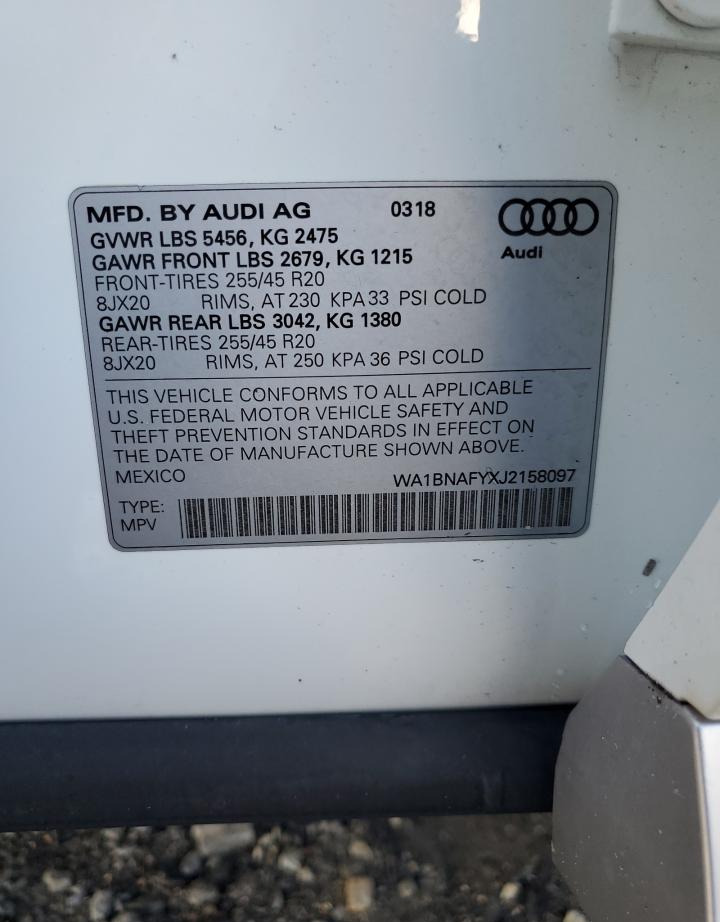 MFD. BY AUDI AG 0318
GVWR LBS 5456, KG 2475
GAWR FRONT LBS 2679, KG 1215
Audi
FRONT-TIRES 255/45 R20
8JX20 RIMS, AT 230 KPA 33 PSI COLD
GAWR REAR LBS 3042, KG 1380
REAR-TIRES 255/45 R20
8JX20 RIMS, AT 250 KPA 36 PSI COLD
THIS VEHICLE CONFORMS TO ALL APPLICABLE
U.S. FEDERAL MOTOR VEHICLE SAFETY AND
THEFT PREVENTION STANDARDS IN EFFECT ON
THE DATE OF MANUFACTURE SHOWN ABOVE.
MEXICO WA1BNAFYXJ2158097
TYPE:
MPV